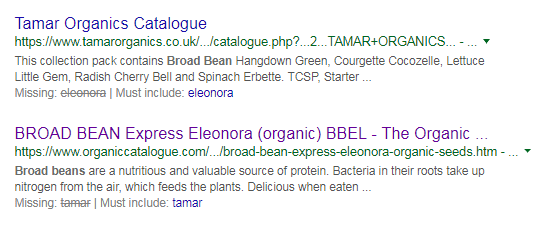 Tamar Organics Catalogue
https://www.tamarorganics.co.uk/.../catalogue.php?...2...TAMAR+ORGANICS... - ...
This collection pack contains Broad Bean Hangdown Green, Courgette Cocozelle, Lettuce
Little Gem, Radish Cherry Bell and Spinach Erbette. TCSP, Starter ...
Missing: eleonora | Must include: eleonora
BROAD BEAN Express Eleonora (organic) BBEL - The Organic ...
https://www.organiccatalogue.com/.../broad-bean-express-eleonora-organic-seeds.htm - ...
Broad beans are a nutritious and valuable source of protein. Bacteria in their roots take up
nitrogen from the air, which feeds the plants. Delicious when eaten ...
Missing: tamar | Must include: tamar